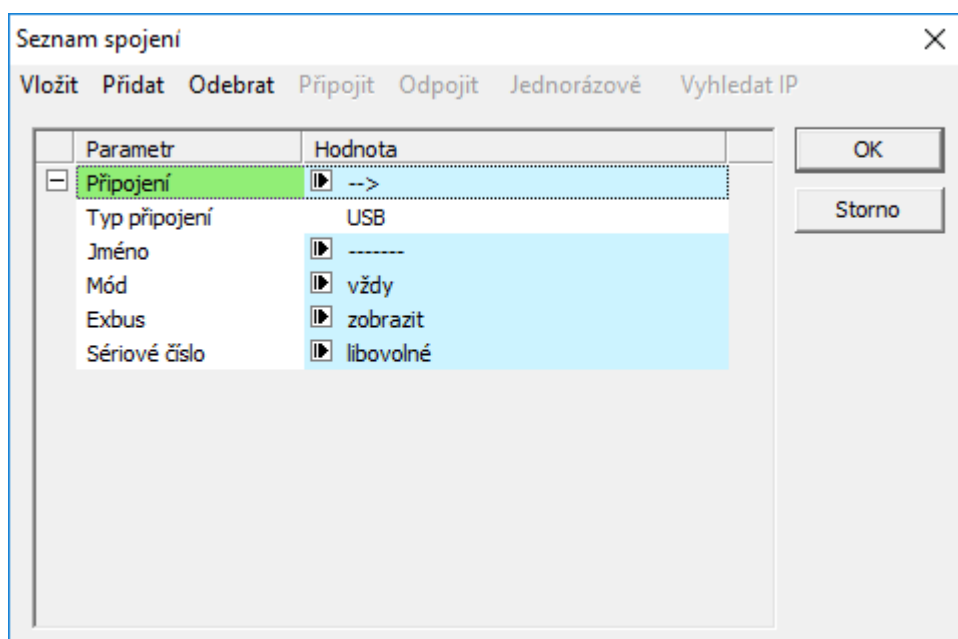 Seznam spojení
Vložit Přidat Odebrat Připojit Odpojit Jednorázově Vyhledat IP
Parametr Hodnota
Připojení -->
Typ připojení USB
Jméno -------
Mód vždy
Exbus zobrazit
Sériové číslo libovolné
OK
Storno